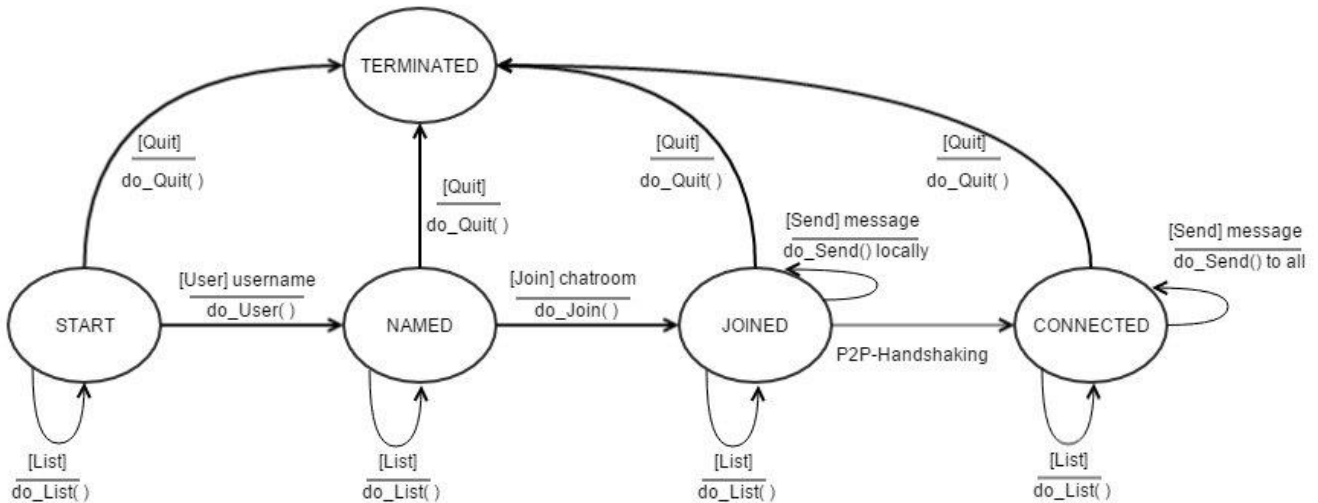 TERMINATED
[Quit]
do_Quit( )
[Quit]
do_Quit( )
[Quit]
do_Quit( )
[Quit]
do_Quit( )
[Send] message
do_Send() locally
[Send] message
do_Send() to all
[User] username
do_User( )
[Join] chatroom
do_Join( )
START
NAMED
JOINED
CONNECTED
P2P-Handshaking
[List]
do_List( )
[List]
do_List( )
[List]
do_List( )
[List]
do_List( )